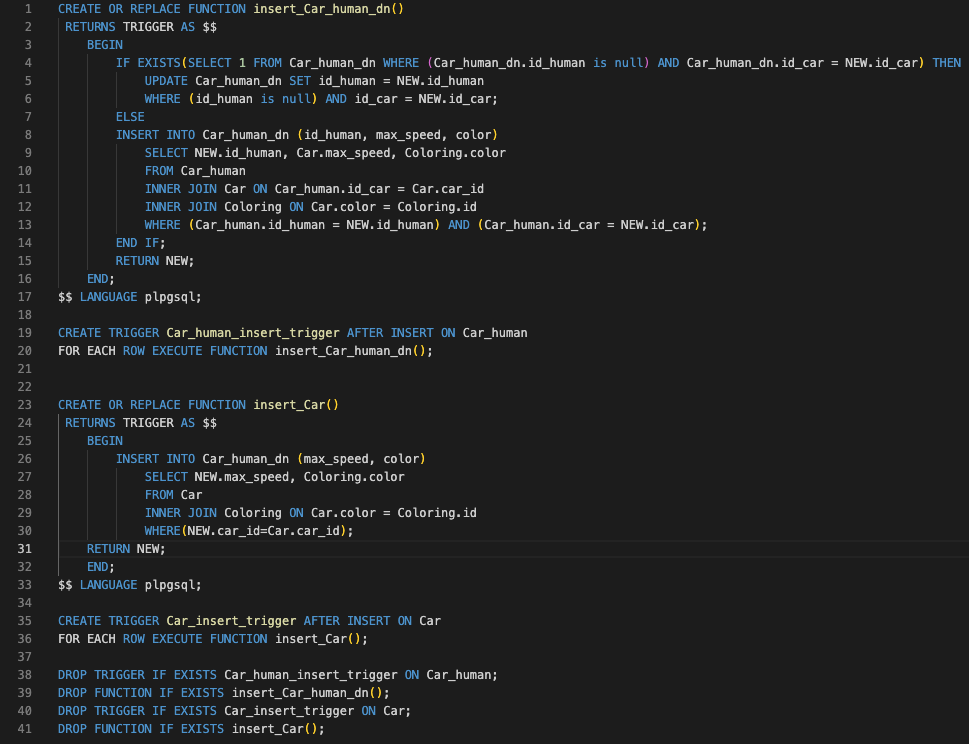 1 CREATE OR REPLACE FUNCTION insert_Car_human_dn()
2 RETURNS TRIGGER AS $$
3 BEGIN
4 IF EXISTS(SELECT 1 FROM Car_human_dn WHERE (Car_human_dn.id_human is null) AND Car_human_dn.id_car = NEW.id_car) THEN
5 UPDATE Car_human_dn SET id_human = NEW.id_human
6 WHERE (id_human is null) AND id_car = NEW.id_car;
7 ELSE
8 INSERT INTO Car_human_dn (id_human, max_speed, color)
9 SELECT NEW.id_human, Car.max_speed, Coloring.color
10 FROM Car_human
11 INNER JOIN Car ON Car_human.id_car = Car.car_id
12 INNER JOIN Coloring ON Car.color = Coloring.id
13 WHERE (Car_human.id_human = NEW.id_human) AND (Car_human.id_car = NEW.id_car);
14 END IF;
15 RETURN NEW;
16 END;
17 $$ LANGUAGE plpgsql;
18
19 CREATE TRIGGER Car_human_insert_trigger AFTER INSERT ON Car_human
20 FOR EACH ROW EXECUTE FUNCTION insert_Car_human_dn();
21
22
23 CREATE OR REPLACE FUNCTION insert_Car()
24 RETURNS TRIGGER AS $$
25 BEGIN
26 INSERT INTO Car_human_dn (max_speed, color)
27 SELECT NEW.max_speed, Coloring.color
28 FROM Car
29 INNER JOIN Coloring ON Car.color = Coloring.id
30 WHERE(NEW.car_id=Car.car_id);
31 RETURN NEW;
32 END;
33 $$ LANGUAGE plpgsql;
34
35 CREATE TRIGGER Car_insert_trigger AFTER INSERT ON Car
36 FOR EACH ROW EXECUTE FUNCTION insert_Car();
37
38 DROP TRIGGER IF EXISTS Car_human_insert_trigger ON Car_human;
39 DROP FUNCTION IF EXISTS insert_Car_human_dn();
40 DROP TRIGGER IF EXISTS Car_insert_trigger ON Car;
41 DROP FUNCTION IF EXISTS insert_Car();